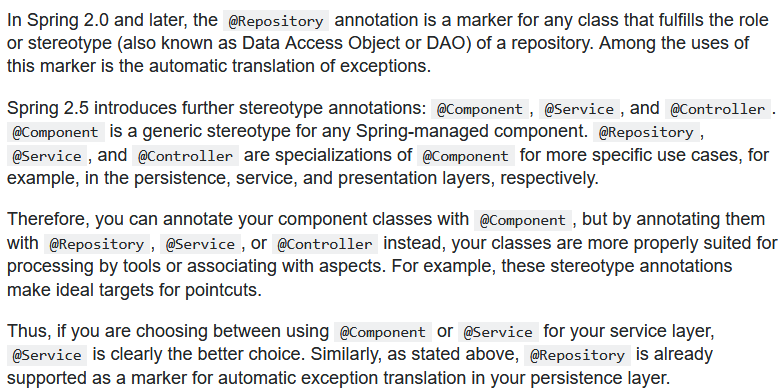 In Spring 2.0 and later, the @Repository annotation is a marker for any class that fulfills the role
or stereotype (also known as Data Access Object or DAO) of a repository. Among the uses of
this marker is the automatic translation of exceptions.
Spring 2.5 introduces further stereotype annotations: @Component , @Service , and @Controller .
@Component is a generic stereotype for any Spring-managed component. @Repository ,
@Service , and @Controller are specializations of @Component for more specific use cases, for
example, in the persistence, service, and presentation layers, respectively.
Therefore, you can annotate your component classes with @Component , but by annotating them
with @Repository , @Service , or @Controller instead, your classes are more properly suited for
processing by tools or associating with aspects. For example, these stereotype annotations
make ideal targets for pointcuts.
Thus, if you are choosing between using @Component or @Service for your service layer,
@Service is clearly the better choice. Similarly, as stated above, @Repository is already
supported as a marker for automatic exception translation in your persistence layer.